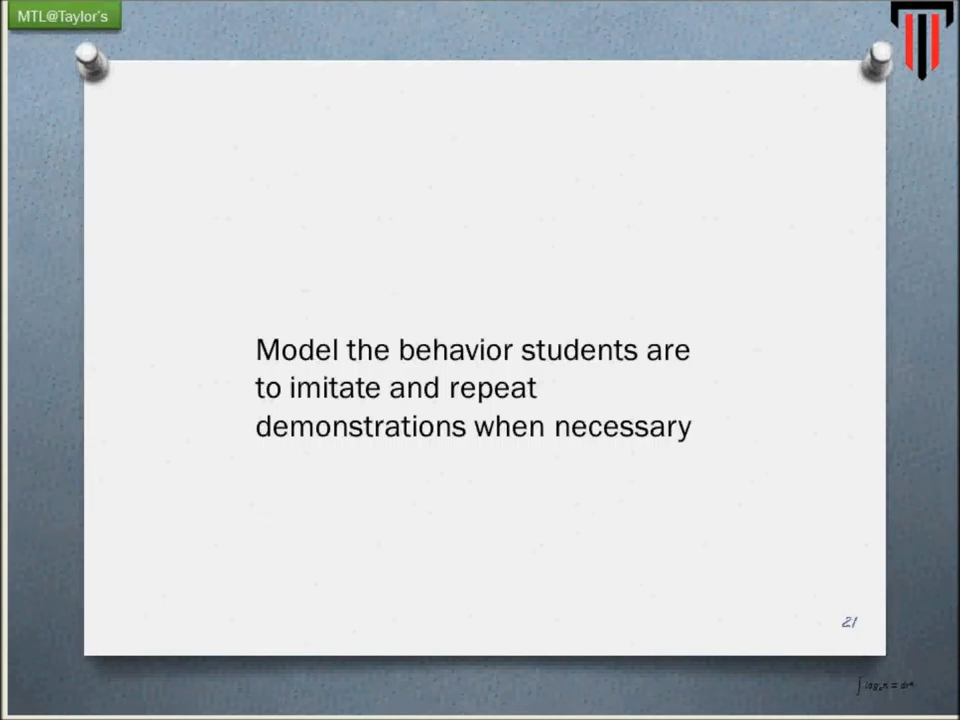 MTL@Taylor's
Model the behavior students are
to imitate and repeat
demonstrations when necessary
21